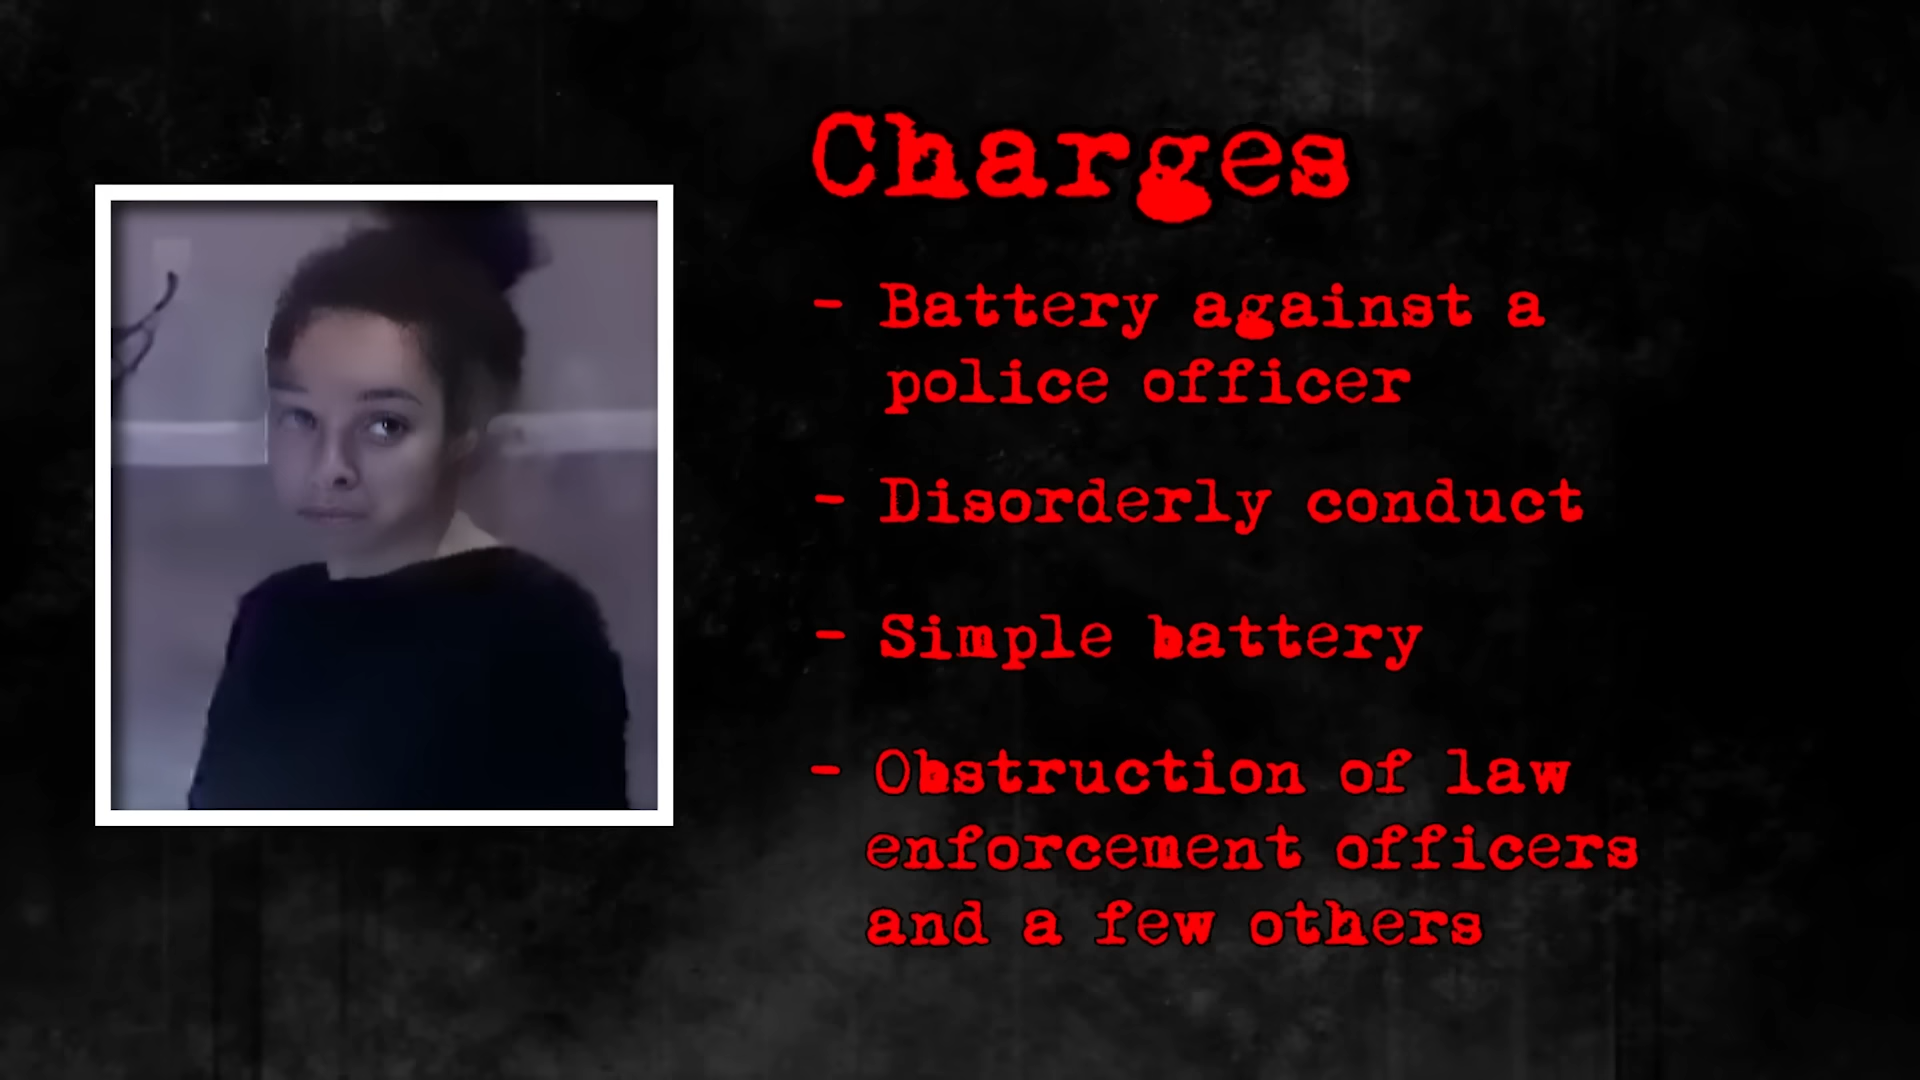 Charges
- Battery against a
police officer
- Disorderly conduct
- Simple battery
- Obstruction of law
enforcement officers
and a few others